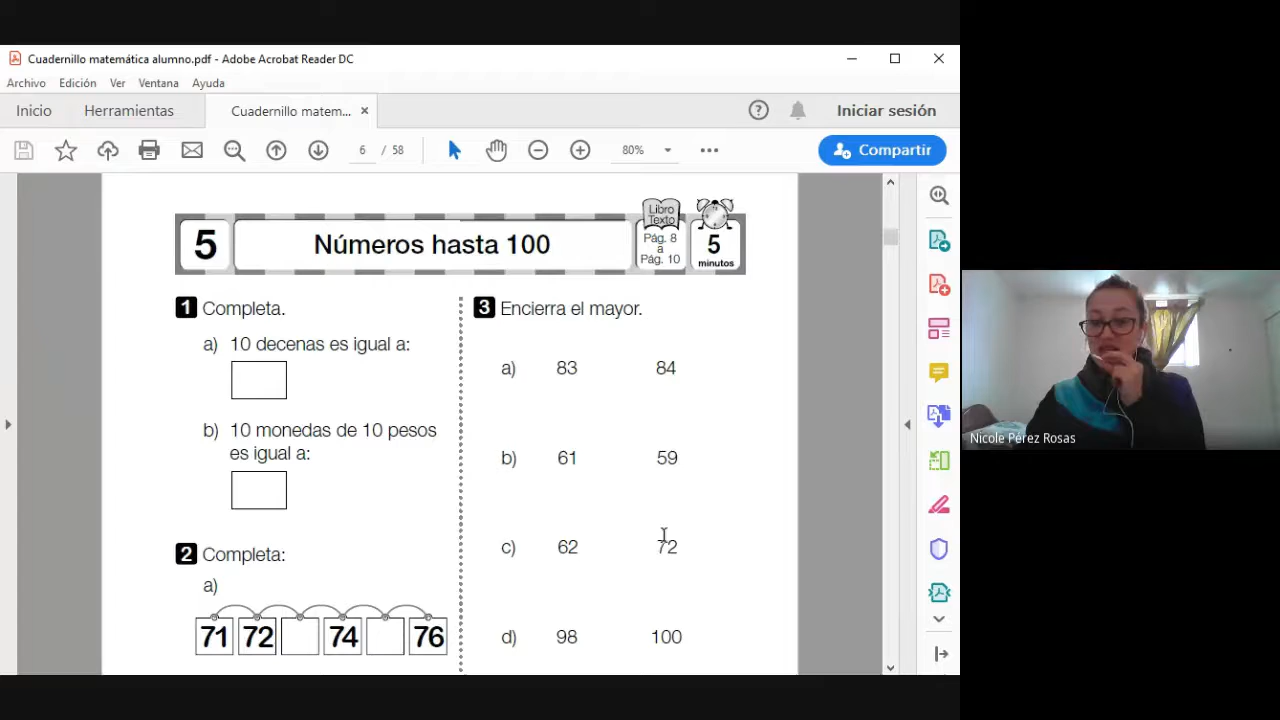 Cuadernillo matemática alumno.pdf - Adobe Acrobat Reader DC
Archivo Edición Ver Ventana Ayuda
Inicio Herramientas Cuadernillo matem... Iniciar sesión
6 / 58 80% Compartir
5 Números hasta 100
Libro
Texto
Pág. 8
a
Pág. 10
5
minutos
1 Completa.
a) 10 decenas es igual a:
b) 10 monedas de 10 pesos
es igual a:
2 Completa:
a)
71 72 74 76
3 Encierra el mayor.
a) 83 84
b) 61 59
c) 62 72
d) 98 100
Nicole Pérez Rosas